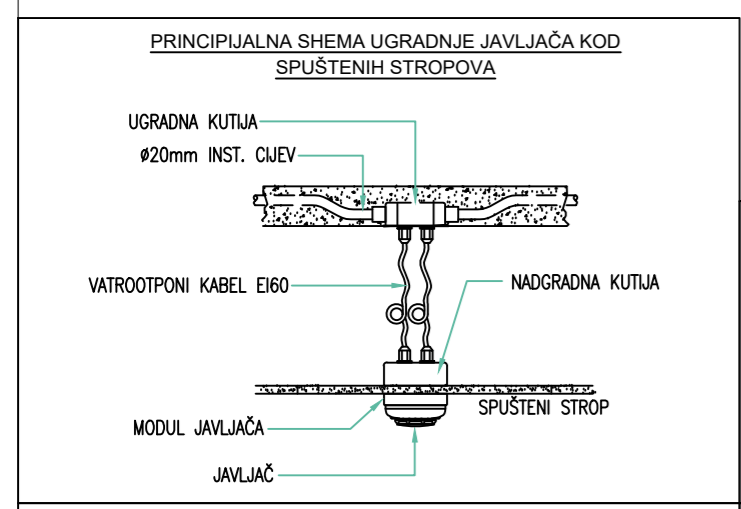 PRINCIPIJALNA SHEMA UGRADNJE JAVLJAČA KOD
SPUŠTENIH STROPOVA
UGRADNA KUTIJA
ø20mm INST. CIJEV
VATROOTPONI KABEL EI60
NADGRADNA KUTIJA
SPUŠTENI STROP
MODUL JAVLJAČA
JAVLJAČ